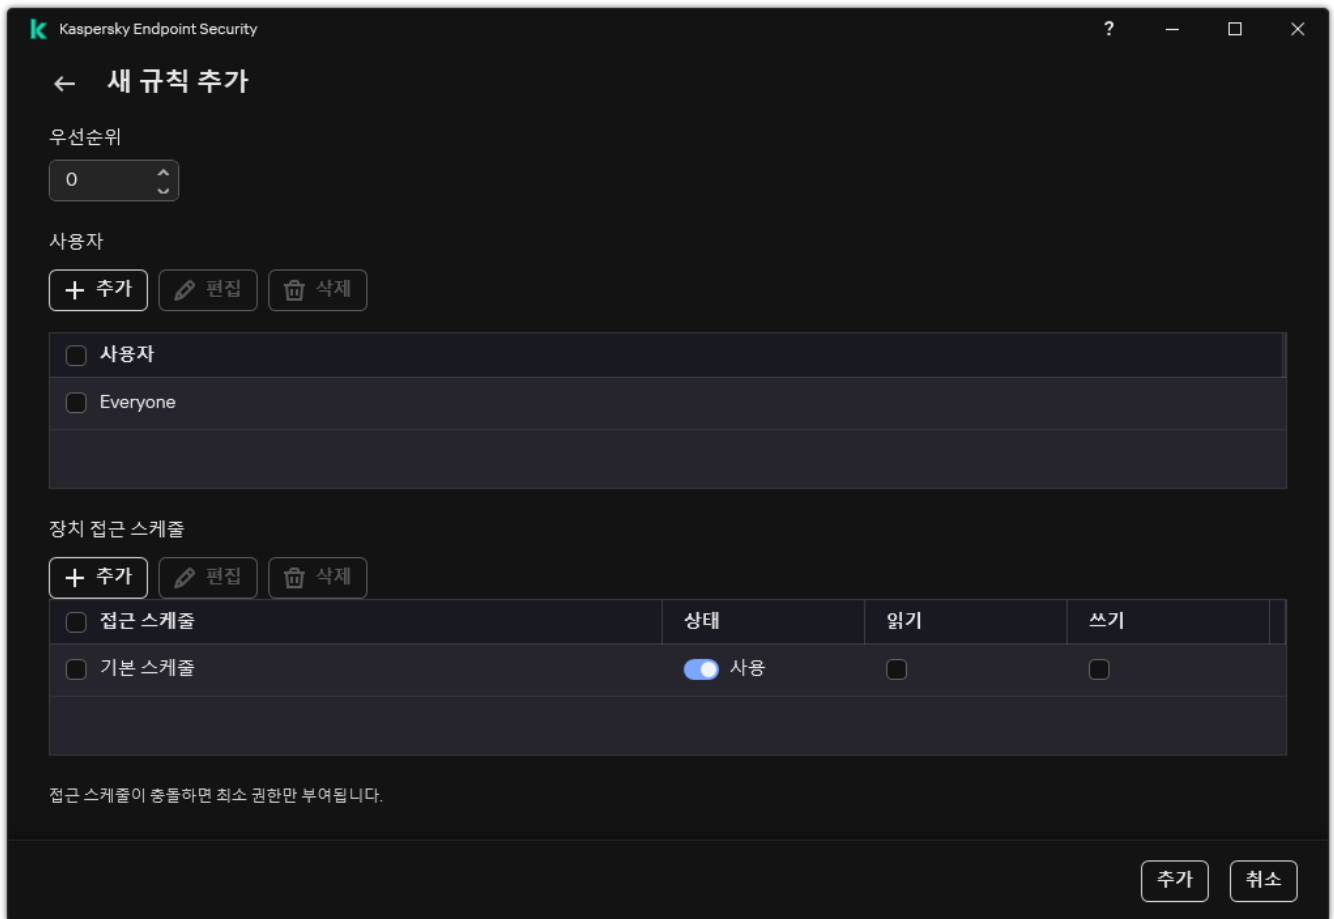 Kaspersky Endpoint Security ?
새 규칙 추가
우선순위
0
사용자
추가 편집 삭제
사용자
Everyone
장치 접근 스케줄
추가 편집 삭제
접근 스케줄 상태 읽기 쓰기
기본 스케줄 사용
접근 스케줄이 충돌하면 최소 권한만 부여됩니다.
추가 취소